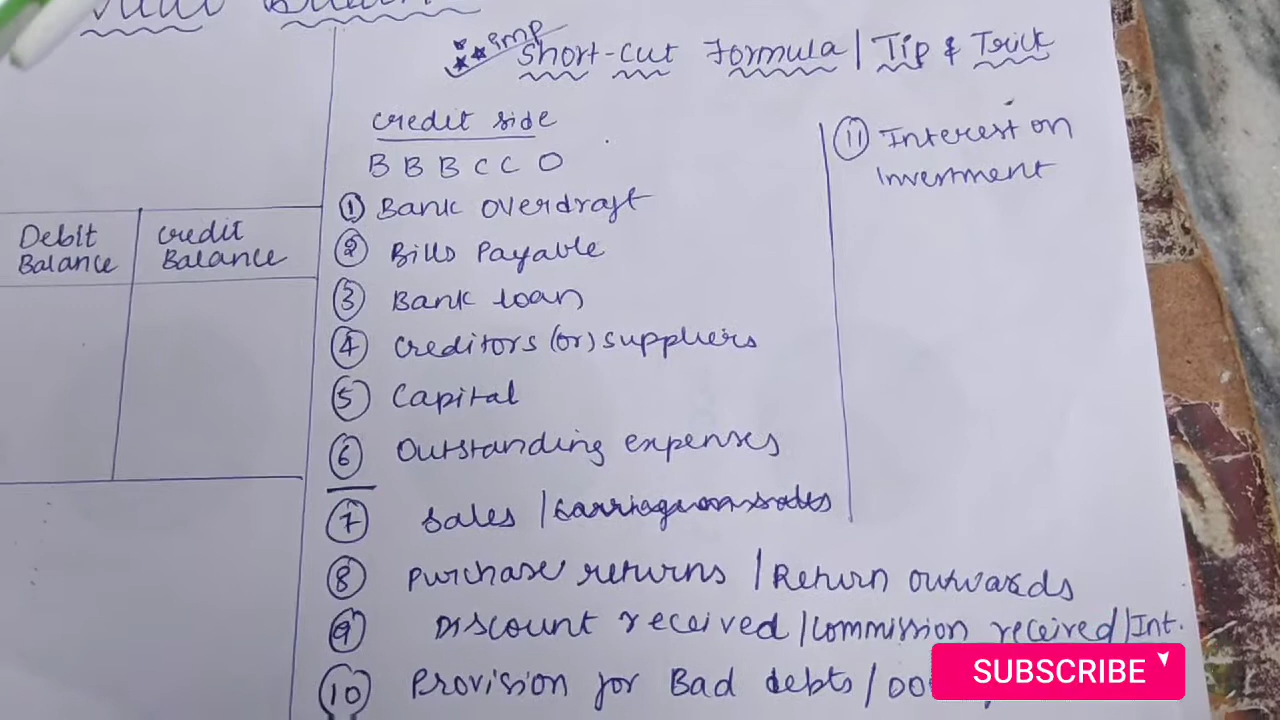 Imp
Short-cut Formula | Tip & Trick
Credit side
B B B C C O
① Bank overdraft
② Bills Payable
③ Bank loan
④ Creditors (or) suppliers
⑤ Capital
⑥ Outstanding expenses
⑦ Sales /
⑧ Purchase returns / Return outwards
⑨ Discount received / Commission received / Int.
⑩ Provision for Bad debts /
⑪ Interest on
Investment
Debit
Balance
Credit
Balance
SUBSCRIBE